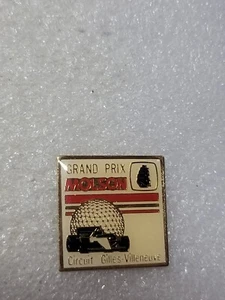 GRAND PRIX
MOLSON
Circuit Gilles-Villeneuve